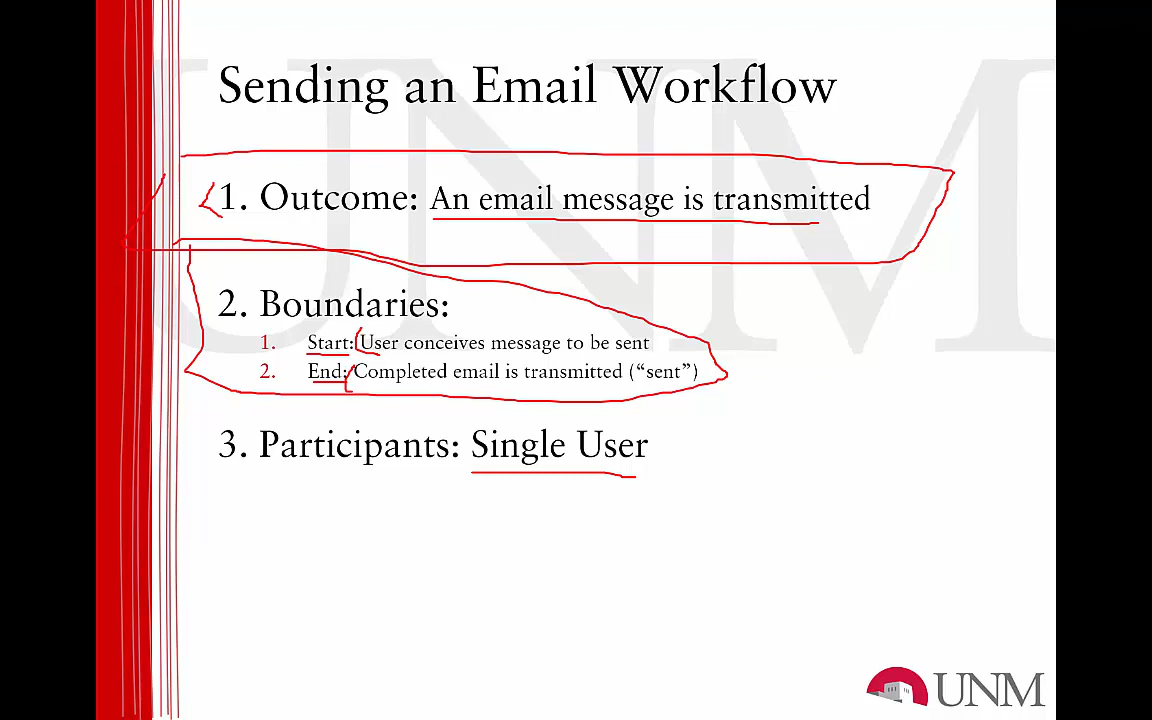 Sending an Email Workflow
1. Outcome: An email message is transmitted
2. Boundaries:
1. Start: User conceives message to be sent
2. End: Completed email is transmitted (“sent”)
3. Participants: Single User
UNM
UNM